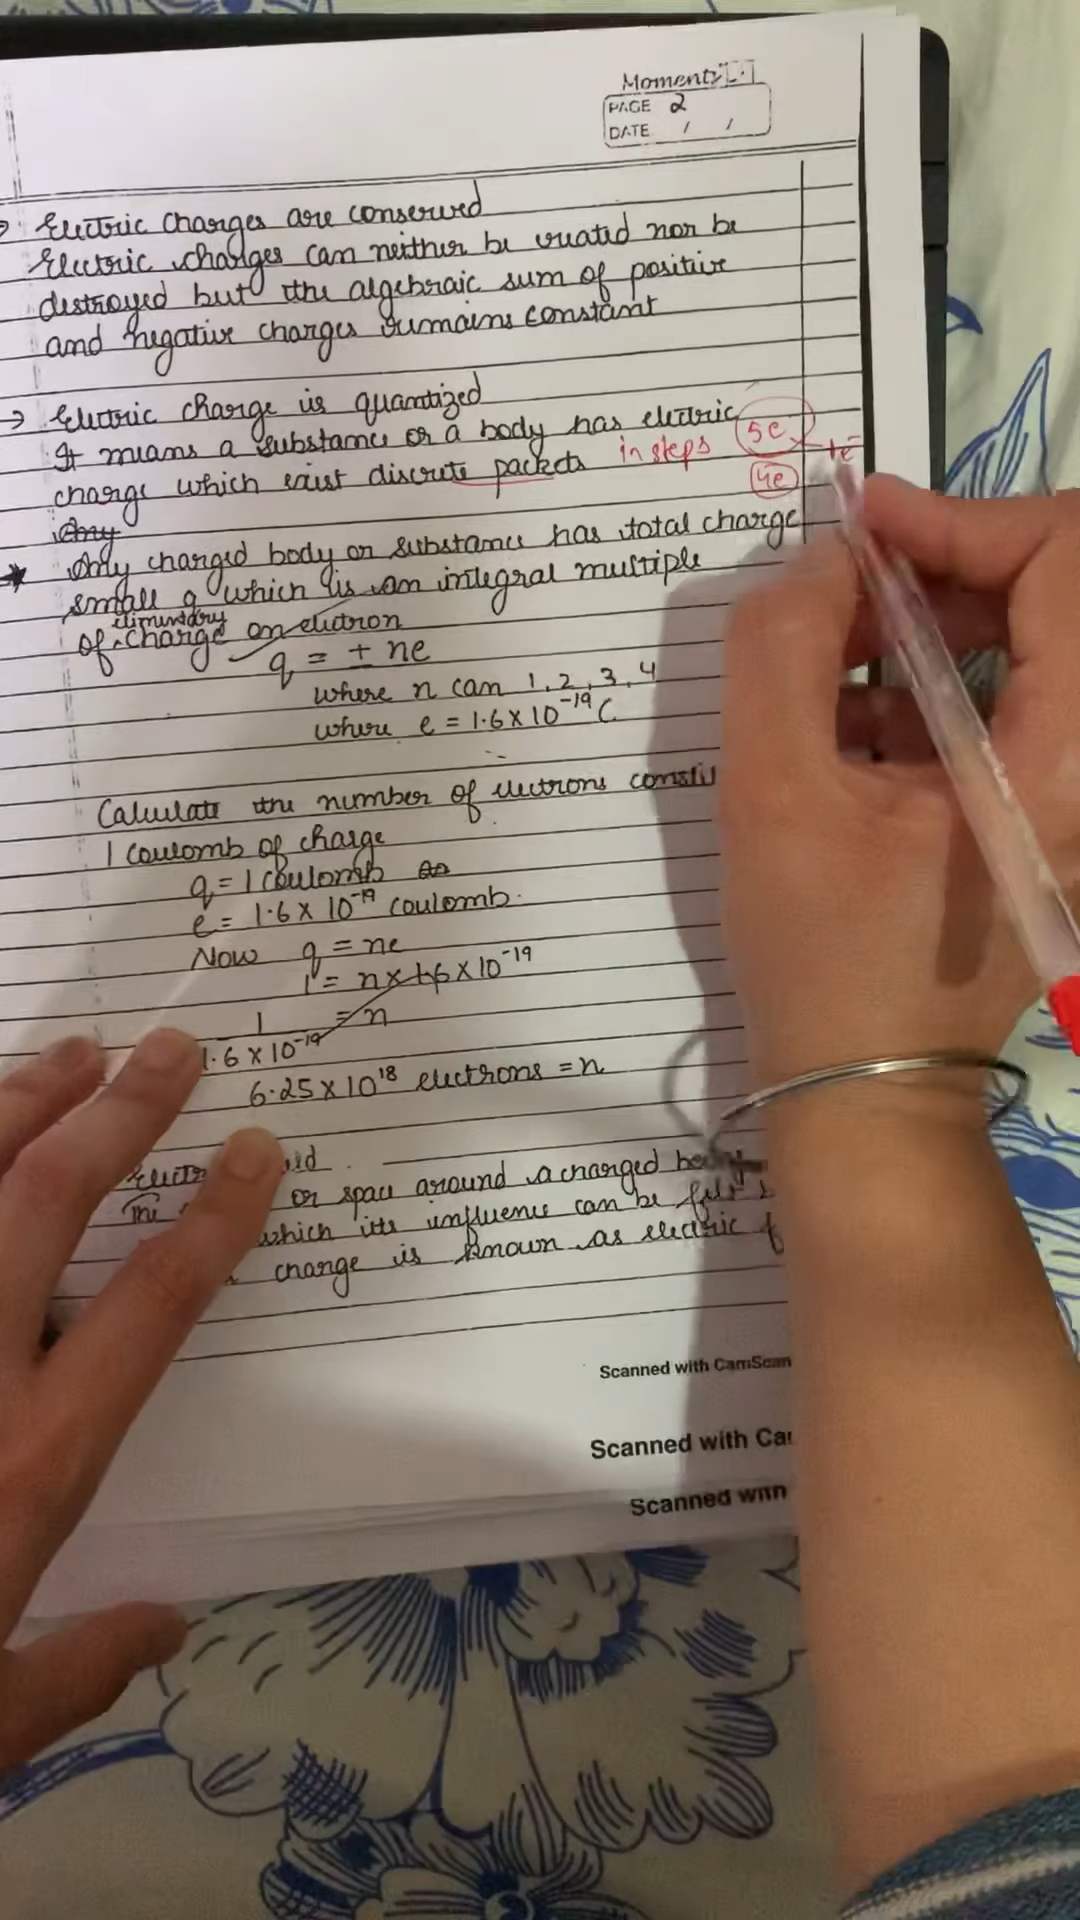 Moments
PAGE 2
DATE / /
Electric Charges are conserved
Electric charges can neither be created nor be
destroyed but the algebraic sum of positive
and negative charges remains constant
→ Electric charge is quantized
It means a substance or a body has electric
charge which exist discrete packets in steps
5e
+e⁻
4e
Any
Any charged body or substance has total charge
small q which is an integral multiple
elimentary
of charge on electron
q = ± ne
where n can 1, 2, 3, 4
where e = 1.6 × 10⁻¹⁹ C
Calculate the number of electrons
1 coulomb of charge
q = 1 coulomb
e = 1.6 × 10⁻¹⁹ coulomb.
Now q = ne
1 = n × 1.6 × 10⁻¹⁹
1
= n
1.6 × 10⁻¹⁹
6.25 × 10¹⁸ electrons = n
The or space around a charged body
which its influence can be felt
charge is known as electric
Scanned with CamScan
Scanned with Ca
Scanned with